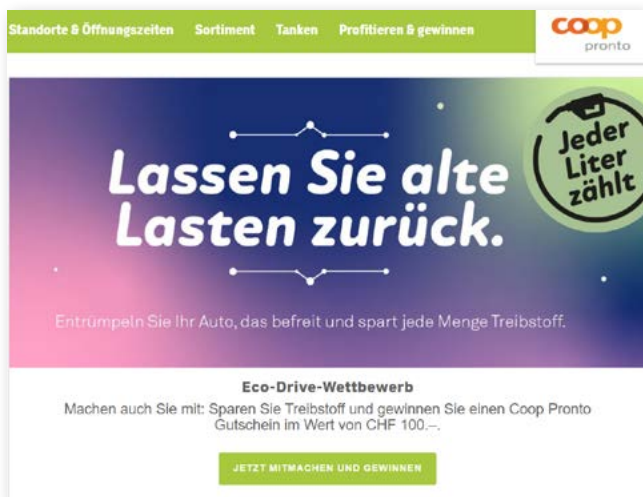 Standorte & Öffnungszeiten Sortiment Tanken Profitieren & gewinnen
coop
pronto
Jeder
Liter
zählt
Lassen Sie alte
Lasten zurück.
Entrümpeln Sie Ihr Auto, das befreit und spart jede Menge Treibstoff.
Eco-Drive-Wettbewerb
Machen auch Sie mit: Sparen Sie Treibstoff und gewinnen Sie einen Coop Pronto
Gutschein im Wert von CHF 100.–.
JETZT MITMACHEN UND GEWINNEN